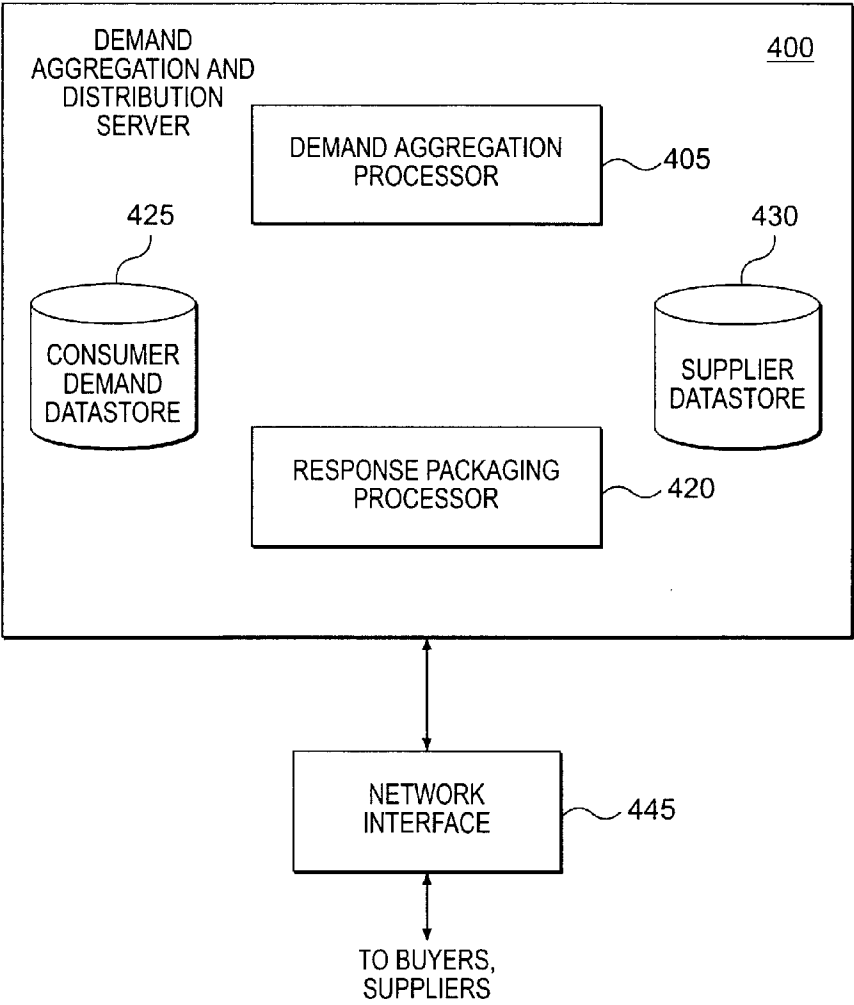 DEMAND
AGGREGATION AND
DISTRIBUTION
SERVER
400
DEMAND AGGREGATION
PROCESSOR
405
425
430
CONSUMER
DEMAND
DATASTORE
SUPPLIER
DATASTORE
RESPONSE PACKAGING
PROCESSOR
420
NETWORK
INTERFACE
445
TO BUYERS,
SUPPLIERS